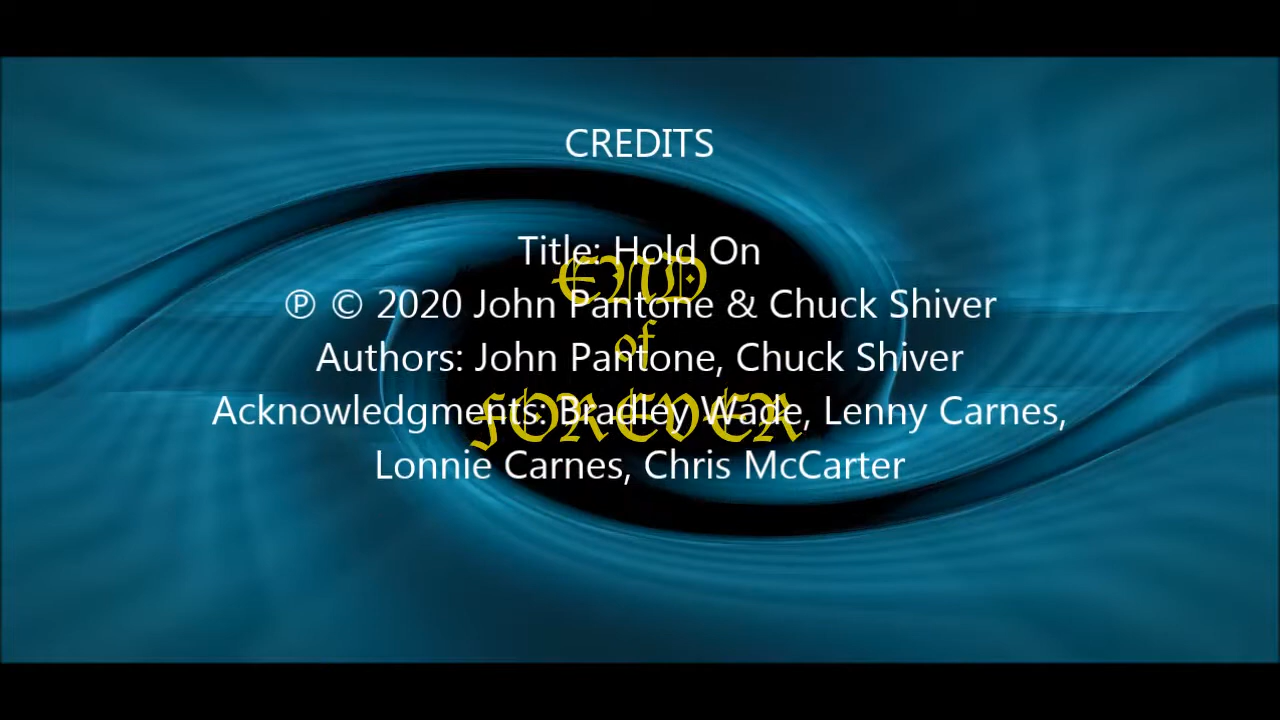 CREDITS
Title: Hold On
END
℗ © 2020 John Pantone & Chuck Shiver
of
Authors: John Pantone, Chuck Shiver
FOREVER
Acknowledgments: Bradley Wade, Lenny Carnes,
Lonnie Carnes, Chris McCarter